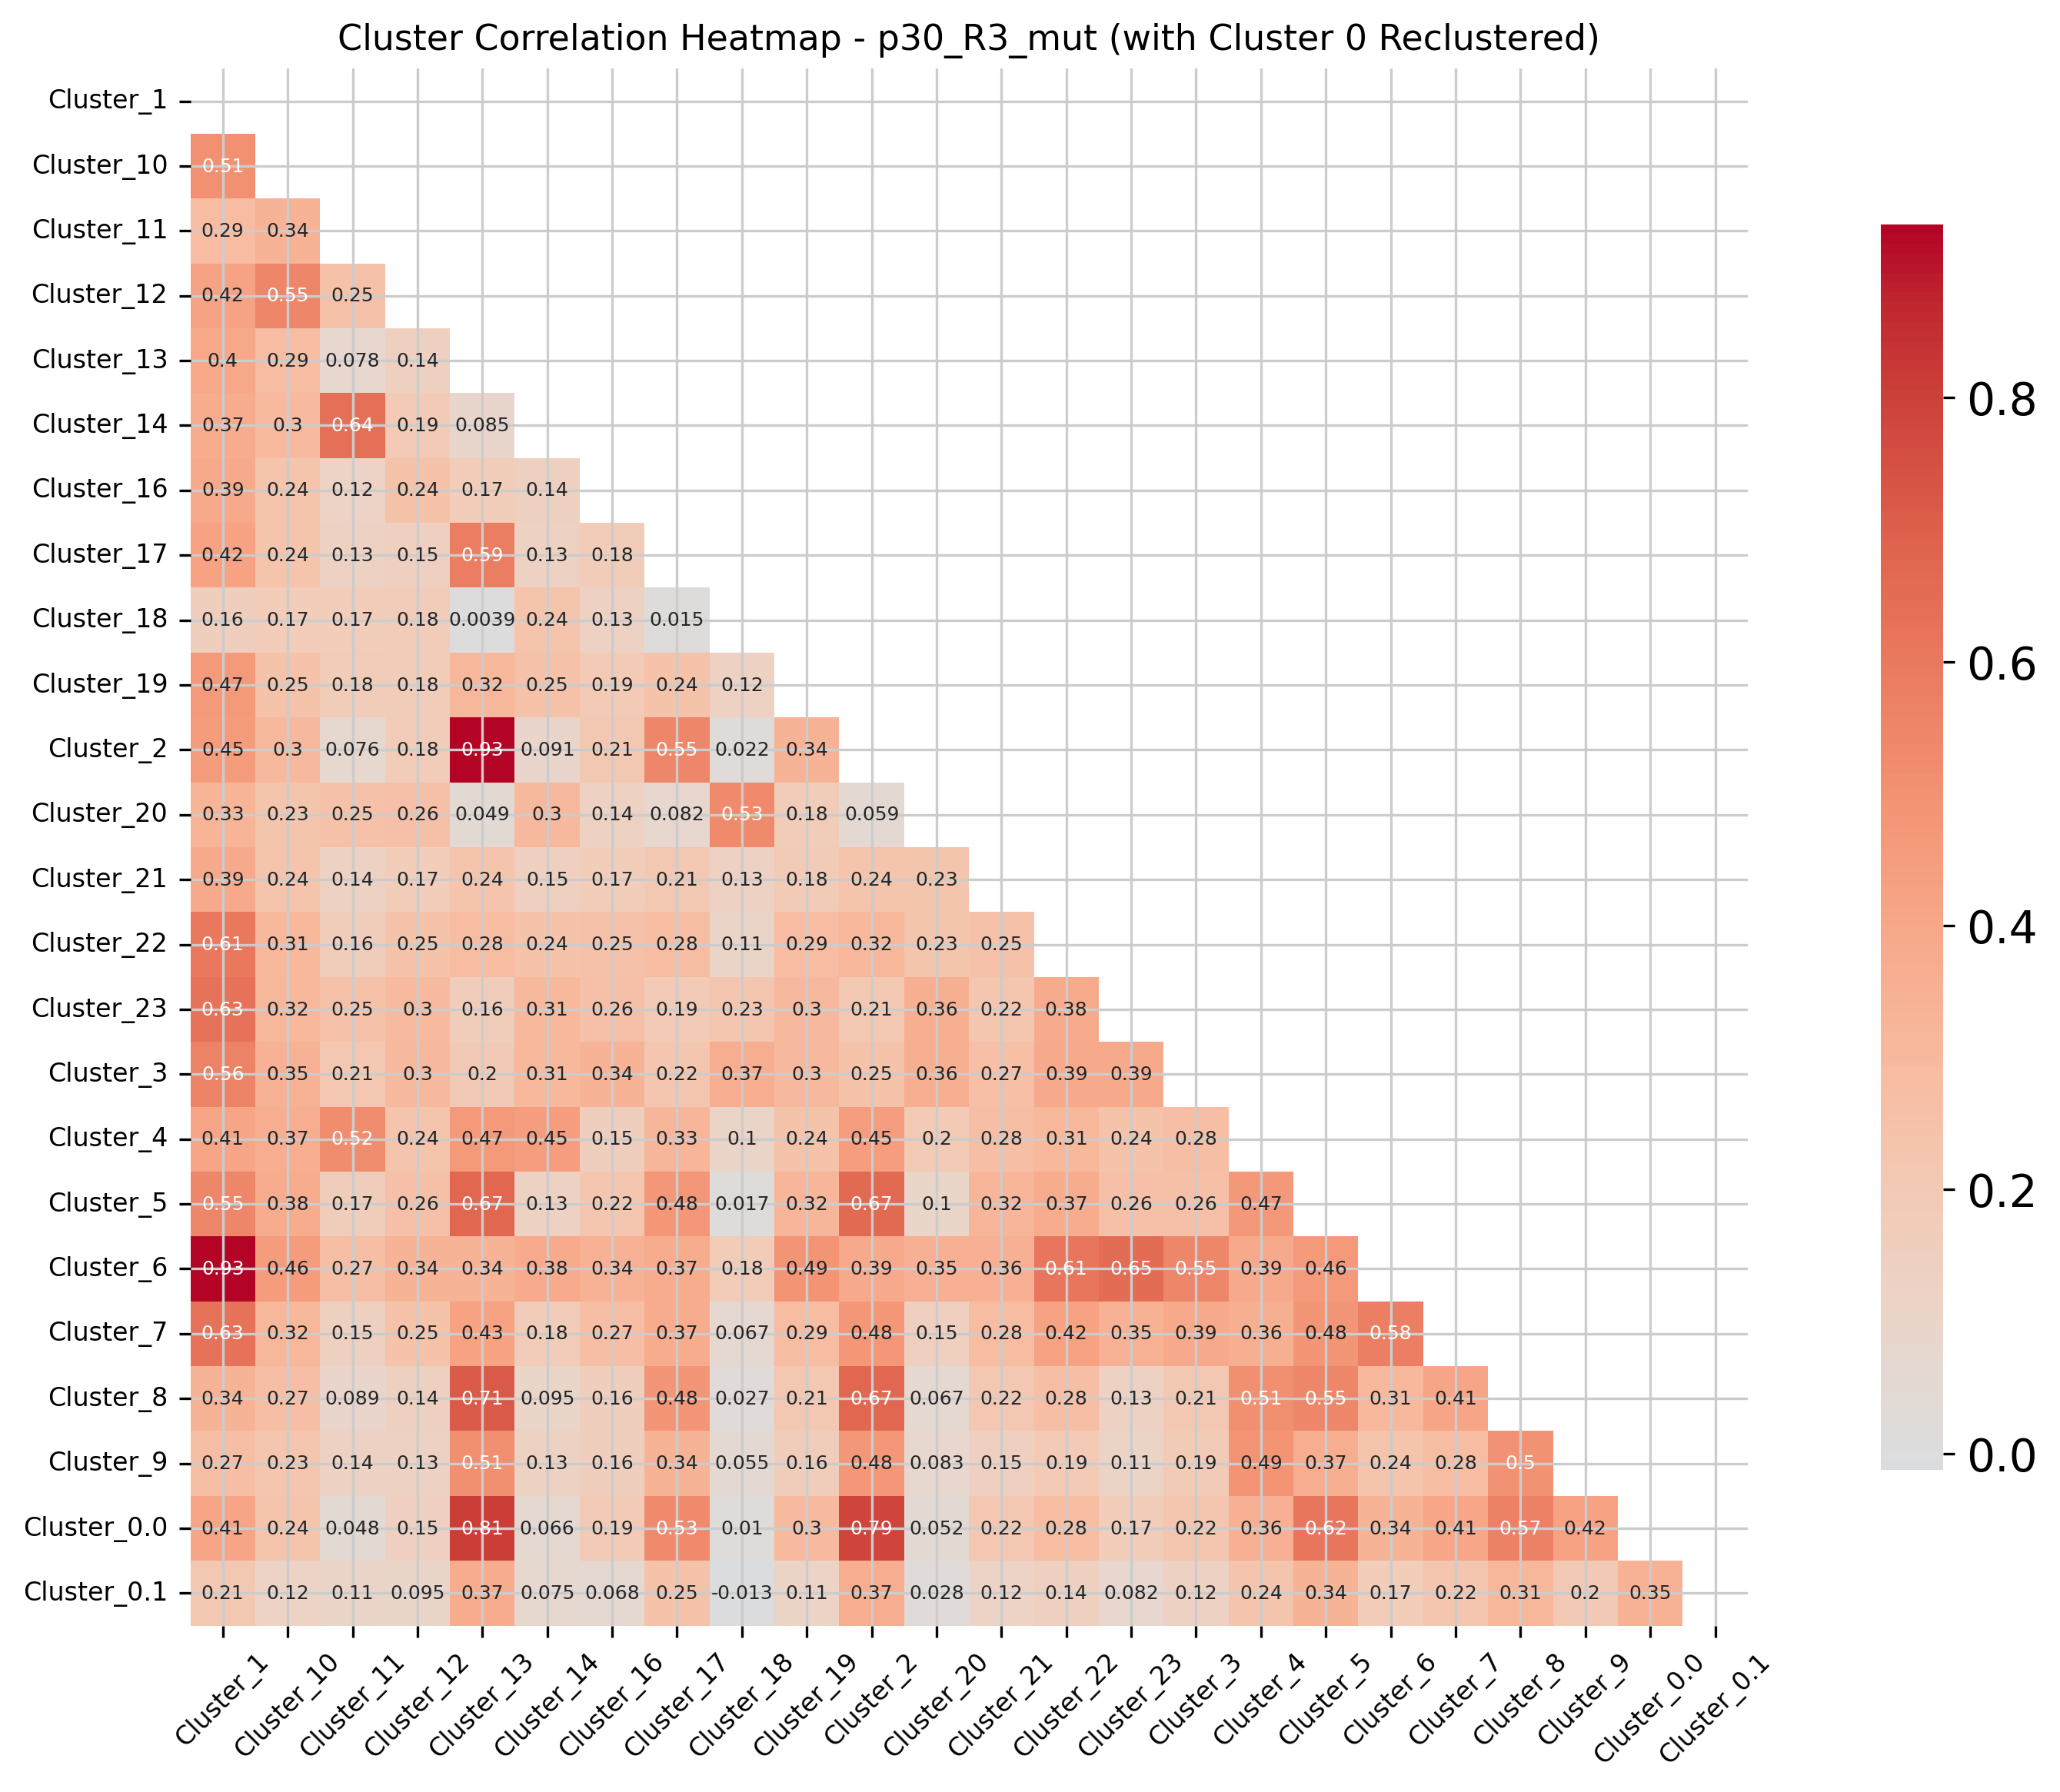 Cluster Correlation Heatmap - p30_R3_mut (with Cluster 0 Reclustered)
Cluster_1
Cluster_10 0.51
Cluster_11 0.29 0.34
Cluster_12 0.42 0.55 0.25
Cluster_13 0.4 0.29 0.078 0.14
Cluster_14 0.37 0.3 0.64 0.19 0.085
Cluster_16 0.39 0.24 0.12 0.24 0.17 0.14
Cluster_17 0.42 0.24 0.13 0.15 0.59 0.13 0.18
Cluster_18 0.16 0.17 0.17 0.18 0.0039 0.24 0.13 0.015
Cluster_19 0.47 0.25 0.18 0.18 0.32 0.25 0.19 0.24 0.12
Cluster_2 0.45 0.3 0.076 0.18 0.93 0.091 0.21 0.55 0.022 0.34
Cluster_20 0.33 0.23 0.25 0.26 0.049 0.3 0.14 0.082 0.53 0.18 0.059
Cluster_21 0.39 0.24 0.14 0.17 0.24 0.15 0.17 0.21 0.13 0.18 0.24 0.23
Cluster_22 0.61 0.31 0.16 0.25 0.28 0.24 0.25 0.28 0.11 0.29 0.32 0.23 0.25
Cluster_23 0.63 0.32 0.25 0.3 0.16 0.31 0.26 0.19 0.23 0.3 0.21 0.36 0.22 0.38
Cluster_3 0.56 0.35 0.21 0.3 0.2 0.31 0.34 0.22 0.37 0.3 0.25 0.36 0.27 0.39 0.39
Cluster_4 0.41 0.37 0.52 0.24 0.47 0.45 0.15 0.33 0.1 0.24 0.45 0.2 0.28 0.31 0.24 0.28
Cluster_5 0.55 0.38 0.17 0.26 0.67 0.13 0.22 0.48 0.017 0.32 0.67 0.1 0.32 0.37 0.26 0.26 0.47
Cluster_6 0.93 0.46 0.27 0.34 0.34 0.38 0.34 0.37 0.18 0.49 0.39 0.35 0.36 0.61 0.65 0.55 0.39 0.46
Cluster_7 0.63 0.32 0.15 0.25 0.43 0.18 0.27 0.37 0.067 0.29 0.48 0.15 0.28 0.42 0.35 0.39 0.36 0.48 0.58
Cluster_8 0.34 0.27 0.089 0.14 0.71 0.095 0.16 0.48 0.027 0.21 0.67 0.067 0.22 0.28 0.13 0.21 0.51 0.55 0.31 0.41
Cluster_9 0.27 0.23 0.14 0.13 0.51 0.13 0.16 0.34 0.055 0.16 0.48 0.083 0.15 0.19 0.11 0.19 0.49 0.37 0.24 0.28 0.5
Cluster_0.0 0.41 0.24 0.048 0.15 0.81 0.066 0.19 0.53 0.01 0.3 0.79 0.052 0.22 0.28 0.17 0.22 0.36 0.62 0.34 0.41 0.57 0.42
Cluster_0.1 0.21 0.12 0.11 0.095 0.37 0.075 0.068 0.25 -0.013 0.11 0.37 0.028 0.12 0.14 0.082 0.12 0.24 0.34 0.17 0.22 0.31 0.2 0.35
Cluster_1 Cluster_10 Cluster_11 Cluster_12 Cluster_13 Cluster_14 Cluster_16 Cluster_17 Cluster_18 Cluster_19 Cluster_2 Cluster_20 Cluster_21 Cluster_22 Cluster_23 Cluster_3 Cluster_4 Cluster_5 Cluster_6 Cluster_7 Cluster_8 Cluster_9 Cluster_0.0 Cluster_0.1
0.8
0.6
0.4
0.2
0.0